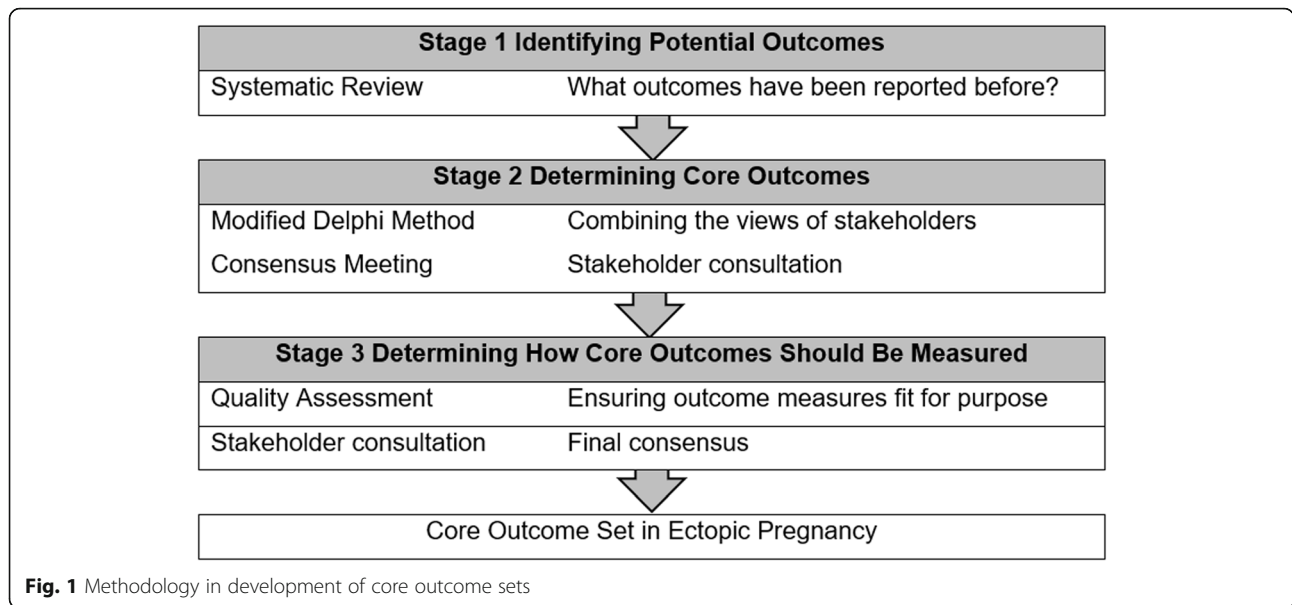 Stage 1 Identifying Potential Outcomes
Systematic Review What outcomes have been reported before?
Stage 2 Determining Core Outcomes
Modified Delphi Method Combining the views of stakeholders
Consensus Meeting Stakeholder consultation
Stage 3 Determining How Core Outcomes Should Be Measured
Quality Assessment Ensuring outcome measures fit for purpose
Stakeholder consultation Final consensus
Core Outcome Set in Ectopic Pregnancy
Fig. 1 Methodology in development of core outcome sets